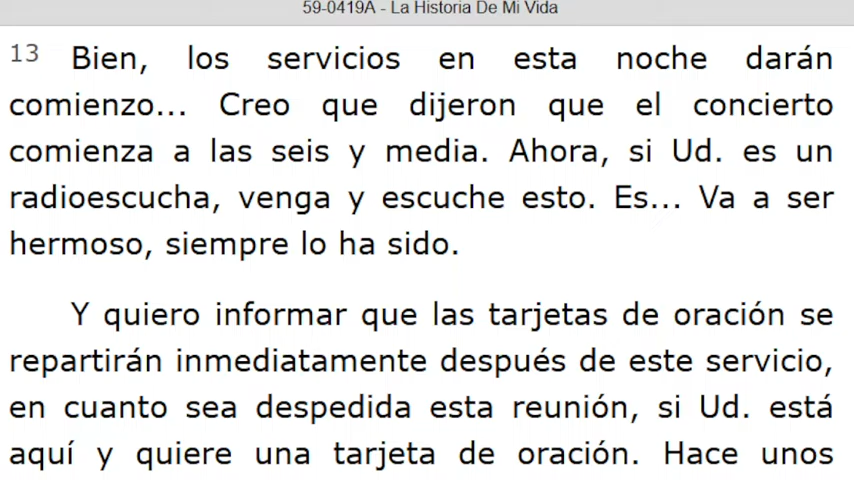 59-0419A - La Historia De Mi Vida
13 Bien, los servicios en esta noche darán
comienzo... Creo que dijeron que el concierto
comienza a las seis y media. Ahora, si Ud. es un
radioescucha, venga y escuche esto. Es... Va a ser
hermoso, siempre lo ha sido.
Y quiero informar que las tarjetas de oración se
repartirán inmediatamente después de este servicio,
en cuanto sea despedida esta reunión, si Ud. está
aquí y quiere una tarjeta de oración. Hace unos